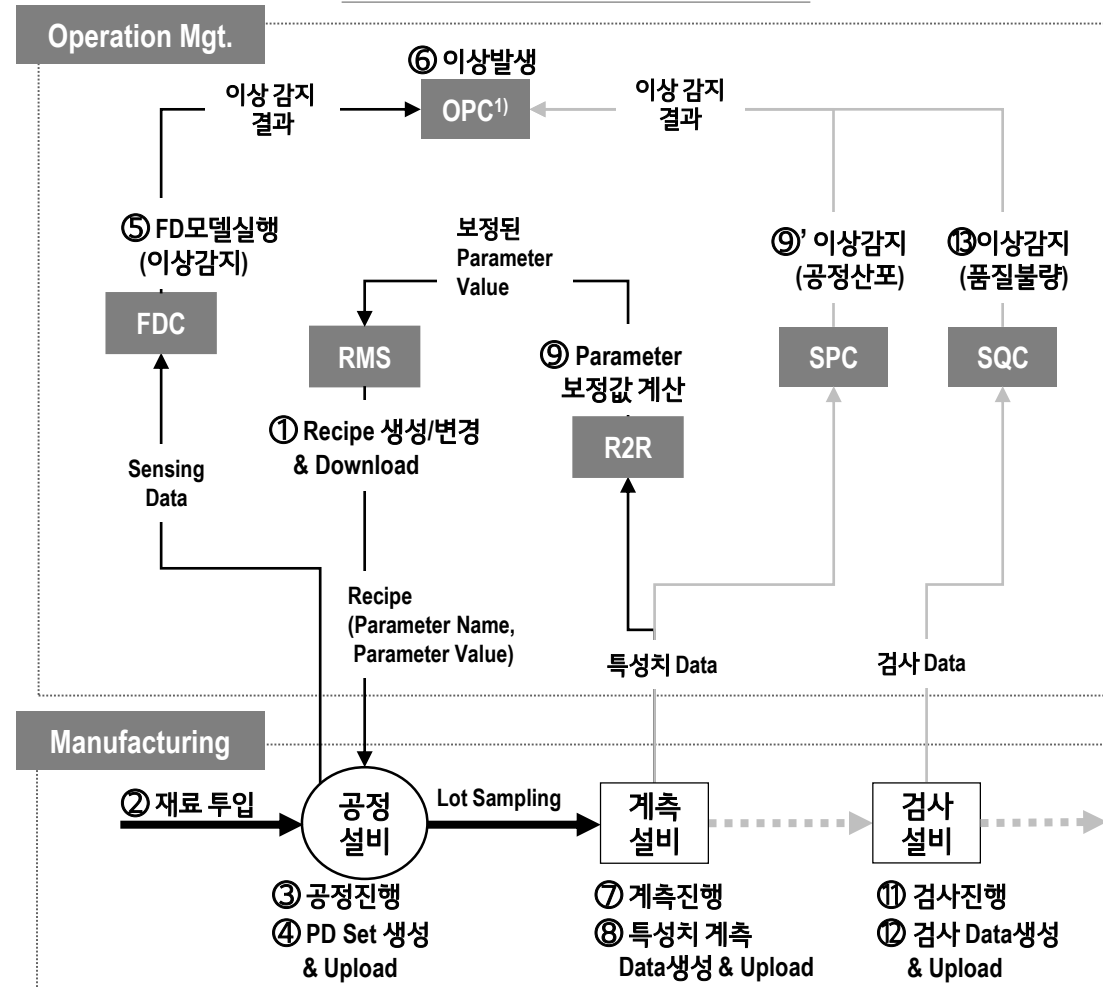 Operation Mgt.
⑥ 이상발생
OPC¹⁾
이상 감지
결과
이상 감지
결과
⑤ FD모델실행
(이상감지)
FDC
보정된
Parameter
Value
RMS
⑨ Parameter
보정값 계산
R2R
⑨’ 이상감지
(공정산포)
SPC
⑬이상감지
(품질불량)
SQC
① Recipe 생성/변경
& Download
Sensing
Data
Recipe
(Parameter Name,
Parameter Value)
특성치 Data
검사 Data
Manufacturing
② 재료 투입
공정
설비
Lot Sampling
계측
설비
검사
설비
③ 공정진행
④ PD Set 생성
& Upload
⑦ 계측진행
⑧ 특성치 계측
Data생성 & Upload
⑪ 검사진행
⑫ 검사 Data생성
& Upload